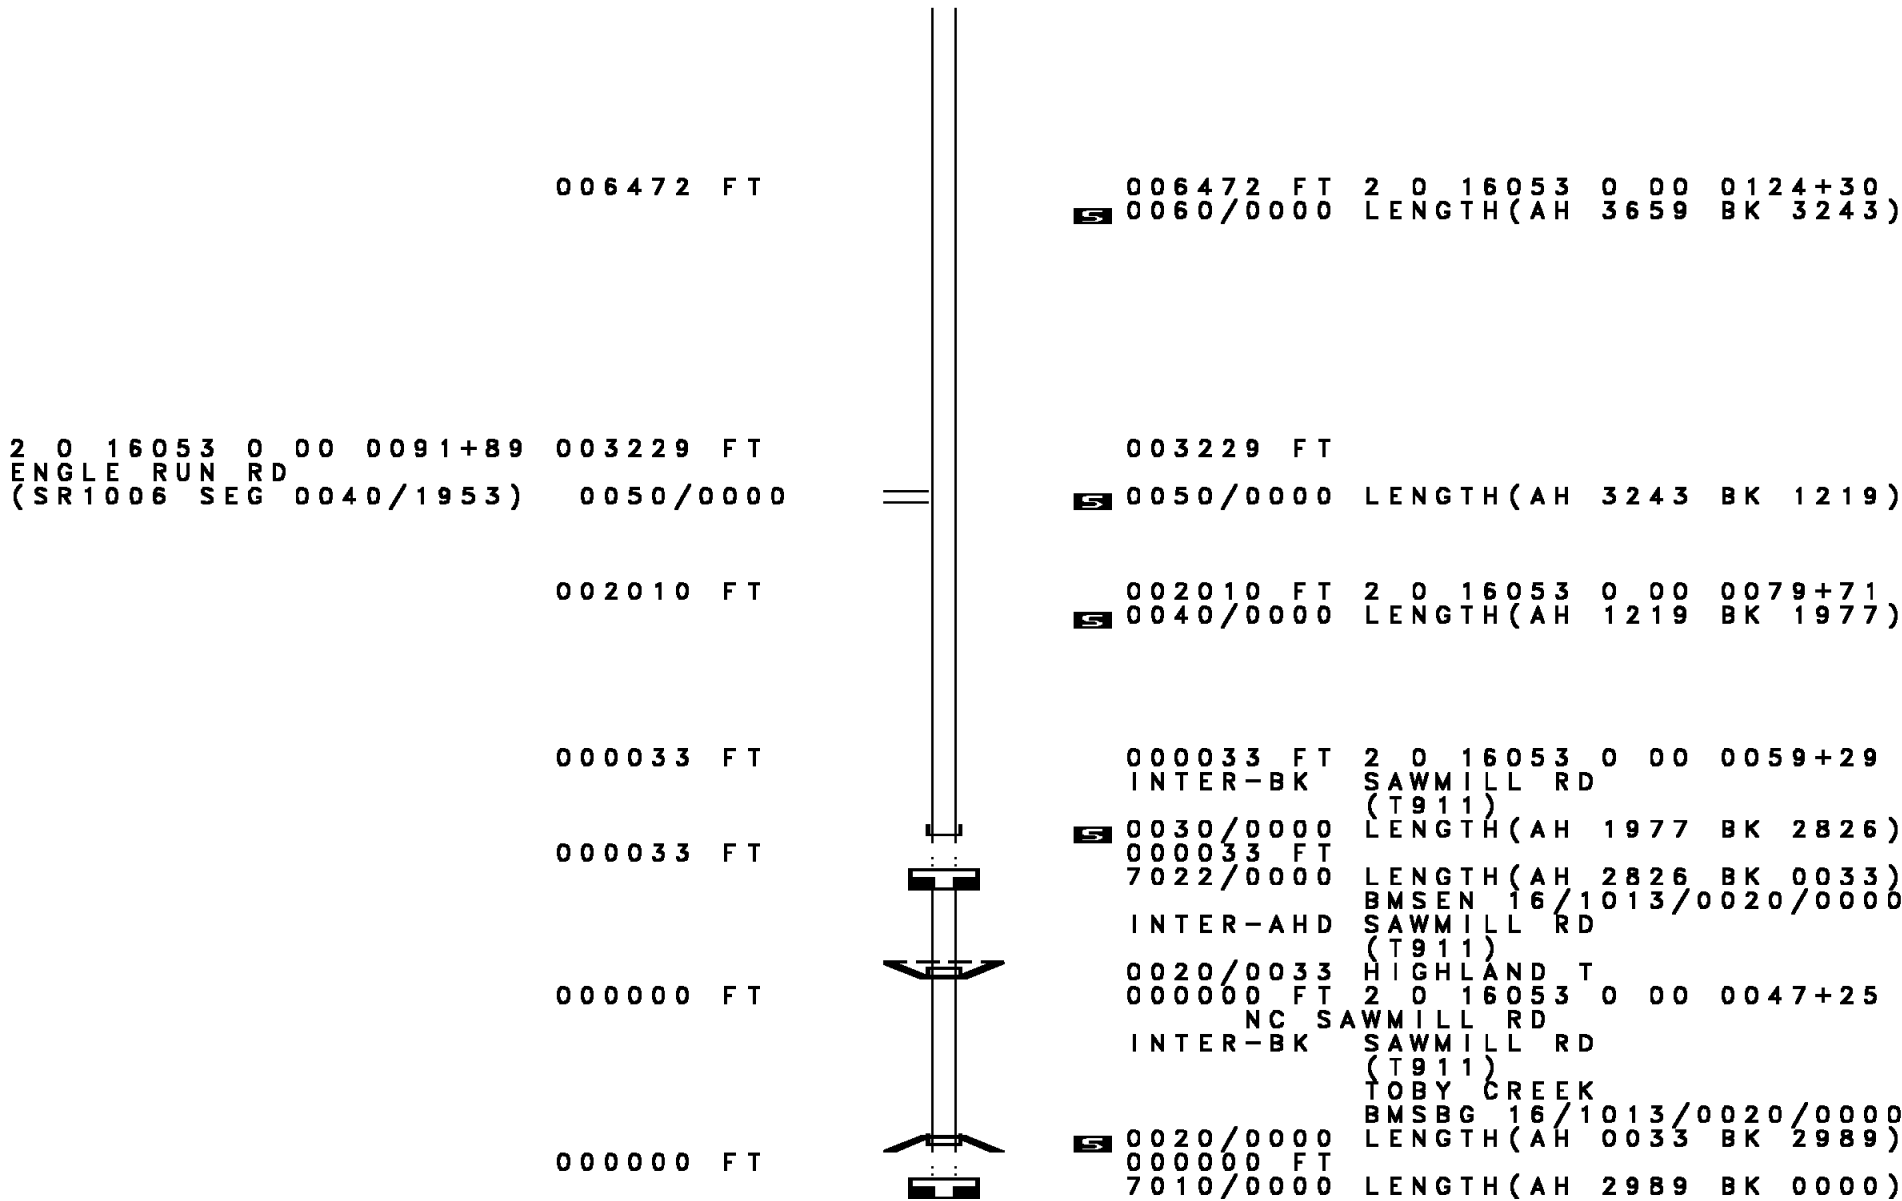 006472 FT 006472 FT 2 0 16053 0 00 0124+30
S 0060/0000 LENGTH(AH 3659 BK 3243)
2 0 16053 0 00 0091+89 003229 FT 003229 FT
ENGLE RUN RD
(SR1006 SEG 0040/1953) 0050/0000 S 0050/0000 LENGTH(AH 3243 BK 1219)
002010 FT 002010 FT 2 0 16053 0 00 0079+71
S 0040/0000 LENGTH(AH 1219 BK 1977)
000033 FT 000033 FT 2 0 16053 0 00 0059+29
INTER-BK SAWMILL RD
(T911)
S 0030/0000 LENGTH(AH 1977 BK 2826)
000033 FT 000033 FT
7022/0000 LENGTH(AH 2826 BK 0033)
BMSEN 16/1013/0020/0000
INTER-AHD SAWMILL RD
(T911)
0020/0033 HIGHLAND T
000000 FT 000000 FT 2 0 16053 0 00 0047+25
NC SAWMILL RD
INTER-BK SAWMILL RD
(T911)
TOBY CREEK
BMSBG 16/1013/0020/0000
S 0020/0000 LENGTH(AH 0033 BK 2989)
000000 FT 000000 FT
7010/0000 LENGTH(AH 2989 BK 0000)